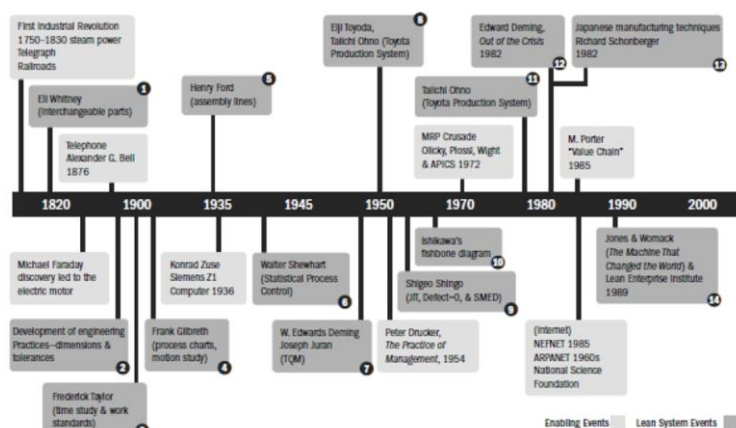 First Industrial Revolution
1750–1830 steam power
Telegraph
Railroads
Eli Whitney
(interchangeable parts)
1
Telephone
Alexander G. Bell
1876
Henry Ford
(assembly lines)
5
Eiji Toyoda,
Taiichi Ohno (Toyota
Production System)
8
MRP Crusade
Olicky, Plossl, Wight
& APICS 1972
Taiichi Ohno
(Toyota Production System)
11
Edward Deming,
Out of the Crisis
1982
12
Japanese manufacturing techniques
Richard Schonberger
1982
13
M. Porter
"Value Chain"
1985
1820 1900 1935 1945 1950 1970 1980 1990 2000
Michael Faraday
discovery led to the
electric motor
Development of engineering
Practices—dimensions &
tolerances
2
Frederick Taylor
(time study & work
standards)
Frank Gilbreth
(process charts,
motion study)
4
Konrad Zuse
Siemens Z1
Computer 1936
Walter Shewhart
(Statistical Process
Control)
6
W. Edwards Deming
Joseph Juran
(TQM)
7
Peter Drucker,
The Practice of
Management, 1954
Shigeo Shingo
(JIT, Defect–0, & SMED)
9
Ishikawa's
fishbone diagram
10
(Internet)
NEFNET 1985
ARPANET 1960s
National Science
Foundation
Jones & Womack
(The Machine That
Changed the World) &
Lean Enterprise Institute
1989
14
Enabling Events
Lean System Events